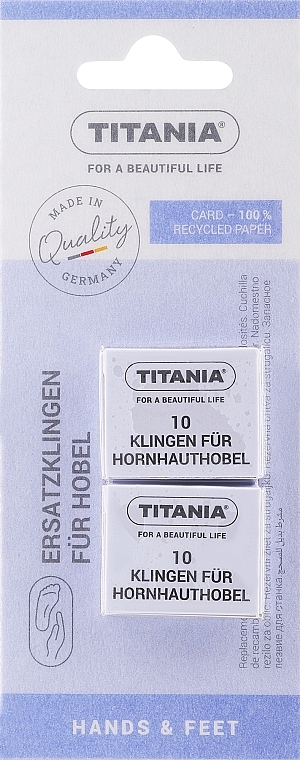 TITANIA®
FOR A BEAUTIFUL LIFE
MADE IN
Quality
GERMANY
CARD – 100 %
RECYCLED PAPER
ERSATZKLINGEN
FÜR HOBEL
TITANIA®
FOR A BEAUTIFUL LIFE
10
KLINGEN FÜR
HORNHAUTHOBEL
TITANIA®
FOR A BEAUTIFUL LIFE
10
KLINGEN FÜR
HORNHAUTHOBEL
HANDS & FEET